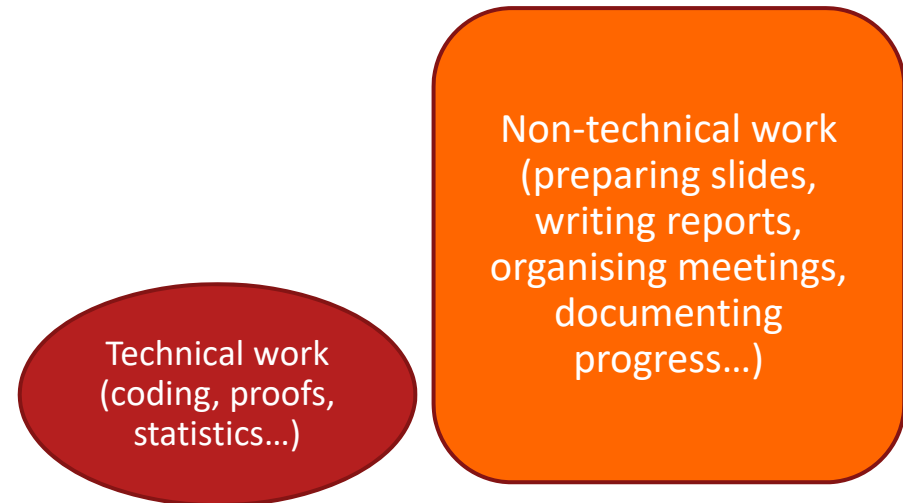 Non-technical work
(preparing slides,
writing reports,
organising meetings,
documenting
progress…)
Technical work
(coding, proofs,
statistics…)